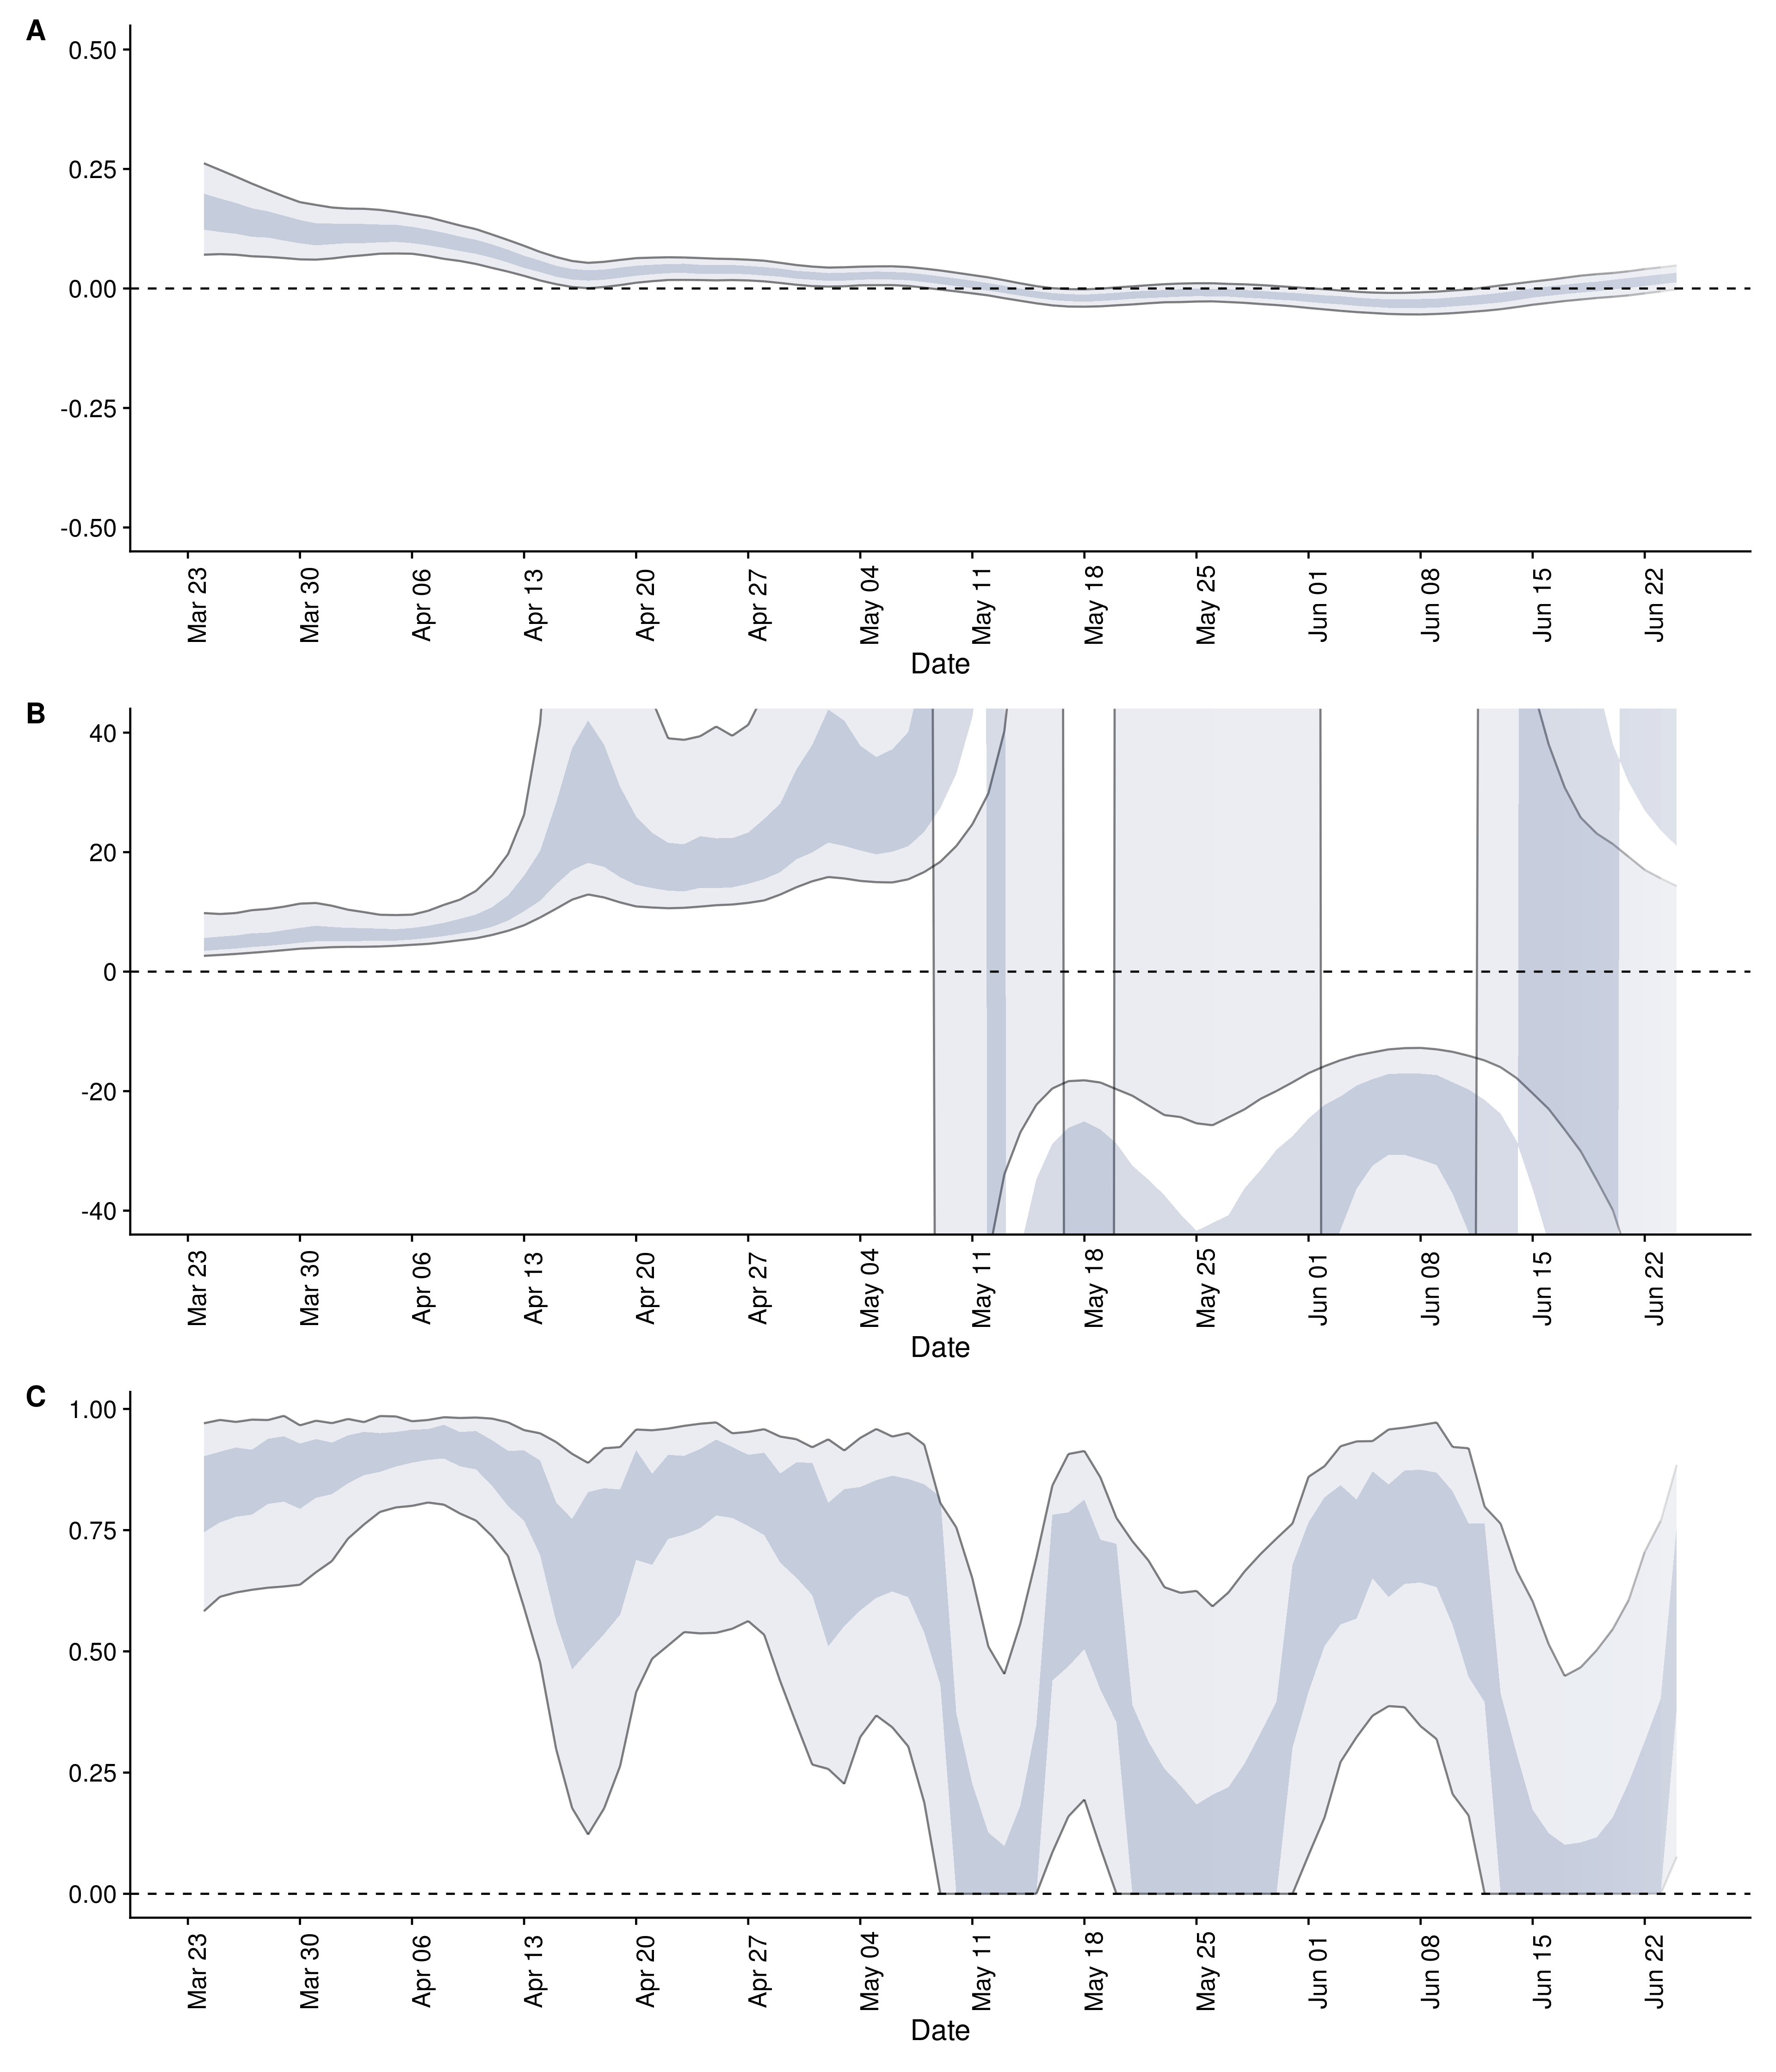 A
0.50
0.25
0.00
-0.25
-0.50
Mar 23
Mar 30
Apr 06
Apr 13
Apr 20
Apr 27
May 04
May 11
May 18
May 25
Jun 01
Jun 08
Jun 15
Jun 22
Date
B
40
20
0
-20
-40
Mar 23
Mar 30
Apr 06
Apr 13
Apr 20
Apr 27
May 04
May 11
May 18
May 25
Jun 01
Jun 08
Jun 15
Jun 22
Date
C
1.00
0.75
0.50
0.25
0.00
Mar 23
Mar 30
Apr 06
Apr 13
Apr 20
Apr 27
May 04
May 11
May 18
May 25
Jun 01
Jun 08
Jun 15
Jun 22
Date